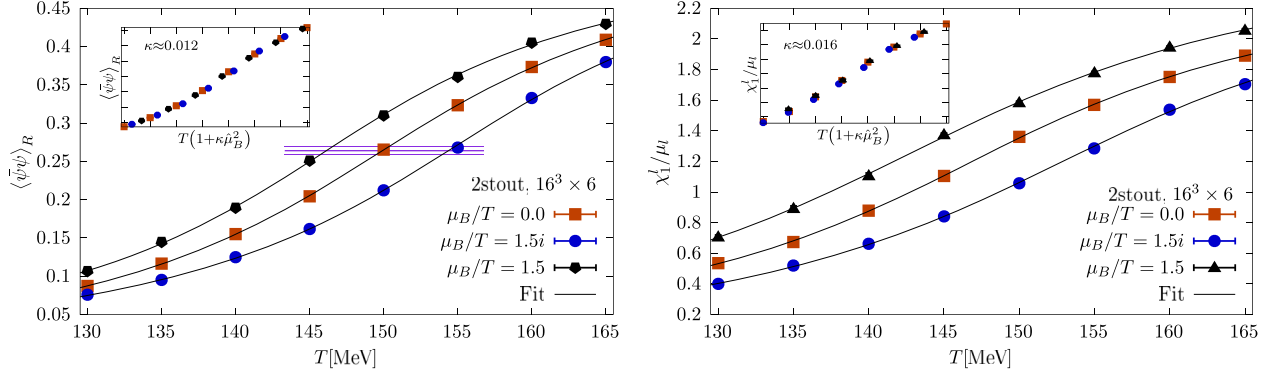 0.45
0.4
0.35
0.3
0.25
0.2
0.15
0.1
0.05
⟨ψ̄ψ⟩_R
130 135 140 145 150 155 160 165
T[MeV]
κ≈0.012
⟨ψ̄ψ⟩_R
T(1+κμ̂_B^2)
2stout, 16^3 × 6
μ_B/T = 0.0
μ_B/T = 1.5i
μ_B/T = 1.5
Fit
2.2
2
1.8
1.6
1.4
1.2
1
0.8
0.6
0.4
0.2
χ_1^l/μ_l
130 135 140 145 150 155 160 165
T[MeV]
κ≈0.016
χ_1^l/μ_l
T(1+κμ̂_B^2)
2stout, 16^3 × 6
μ_B/T = 0.0
μ_B/T = 1.5i
μ_B/T = 1.5
Fit